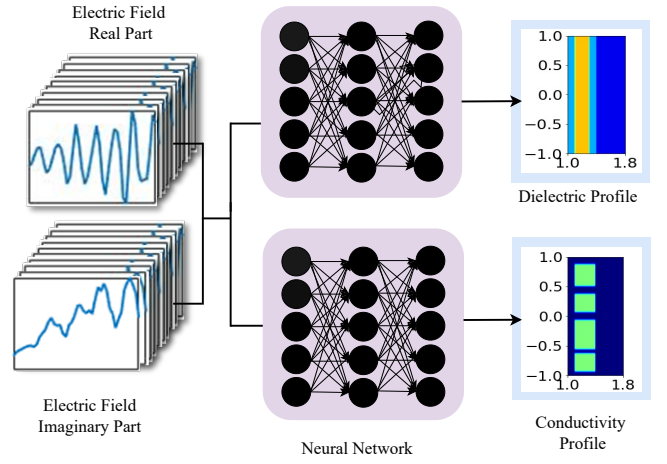 Electric Field
Real Part
1.0
0.5
0.0
−0.5
−1.0
1.0
1.8
Dielectric Profile
1.0
0.5
0.0
−0.5
−1.0
1.0
1.8
Electric Field
Imaginary Part
Conductivity
Profile
Neural Network